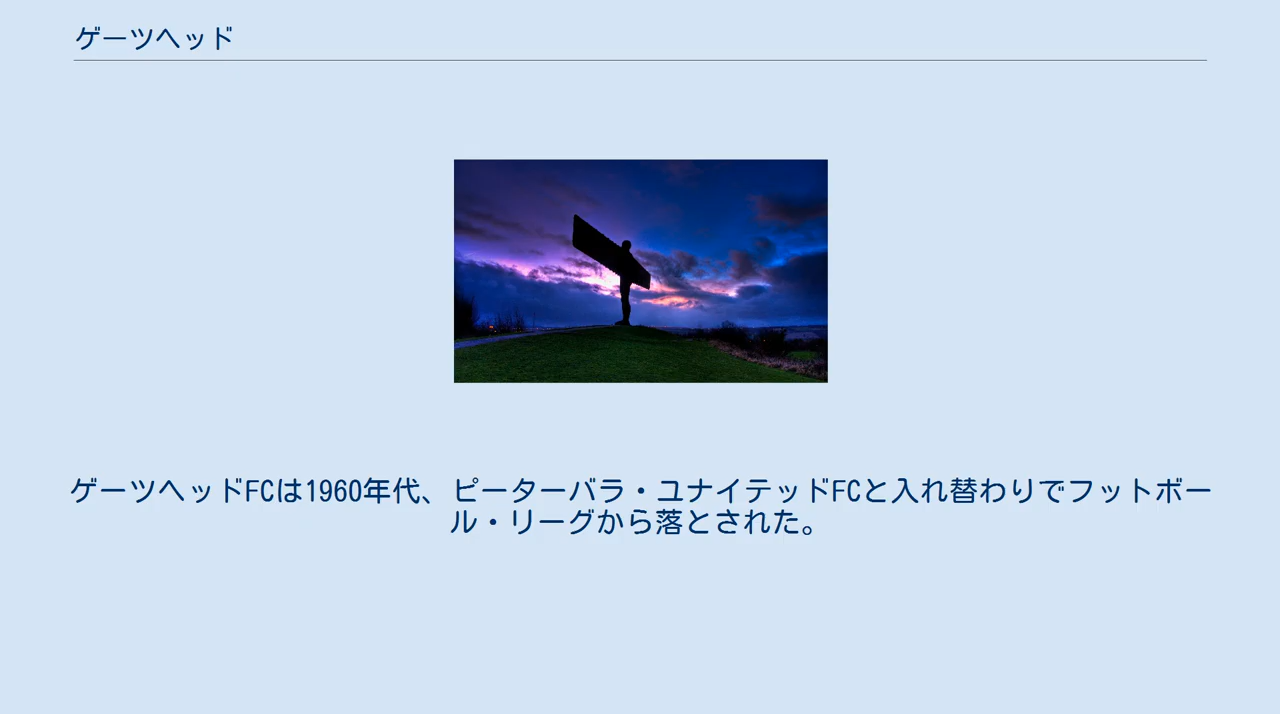 ゲーツヘッド
ゲーツヘッドFCは1960年代、ピーターバラ・ユナイテッドFCと入れ替わりでフットボー
ル・リーグから落とされた。